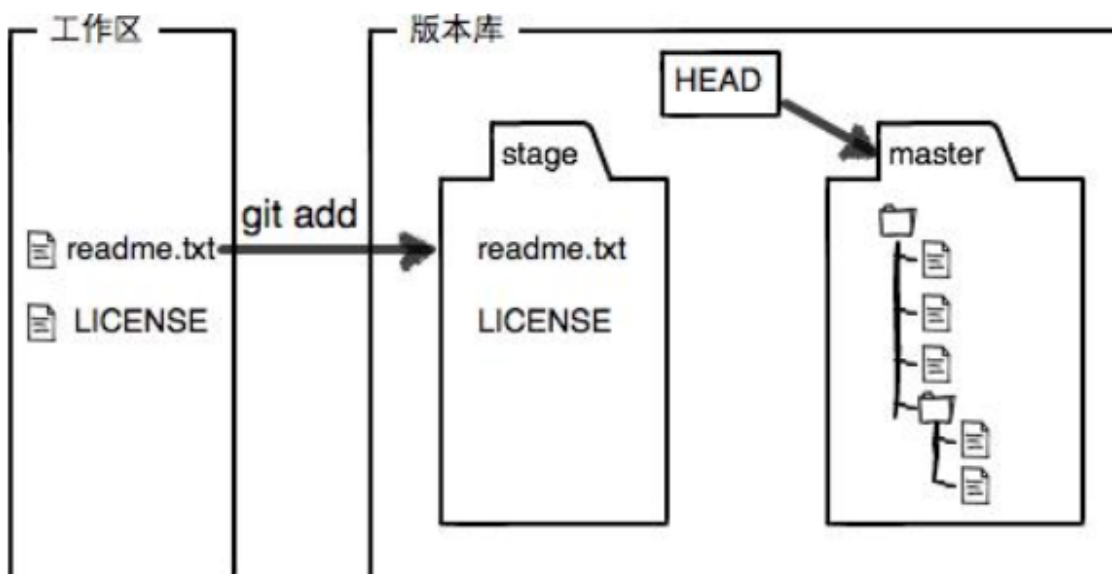 工作区
版本库
HEAD
stage
master
git add
readme.txt
readme.txt
LICENSE
LICENSE